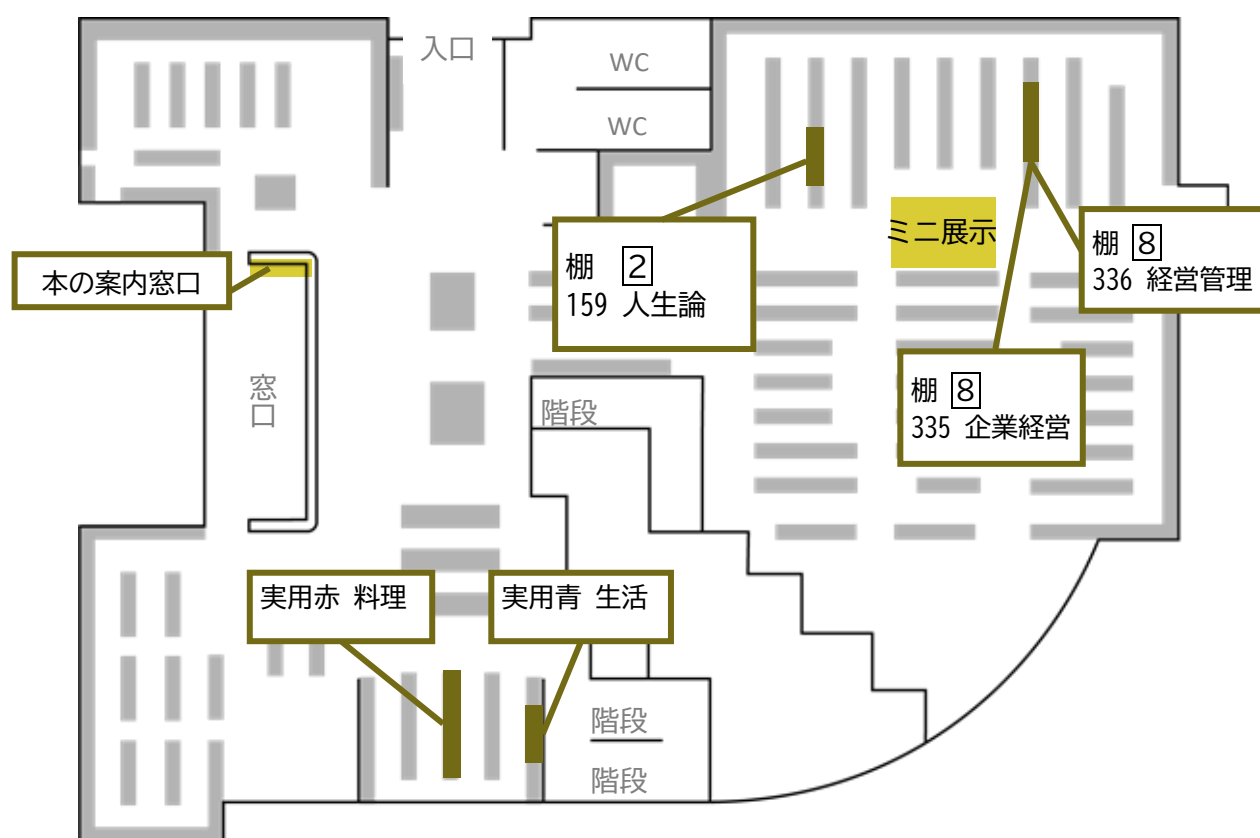 入口
WC
WC
ミニ展示
棚 2
159 人生論
棚 8
336 経営管理
本の案内窓口
棚 8
335 企業経営
窓口
階段
実用赤 料理
実用青 生活
階段
階段